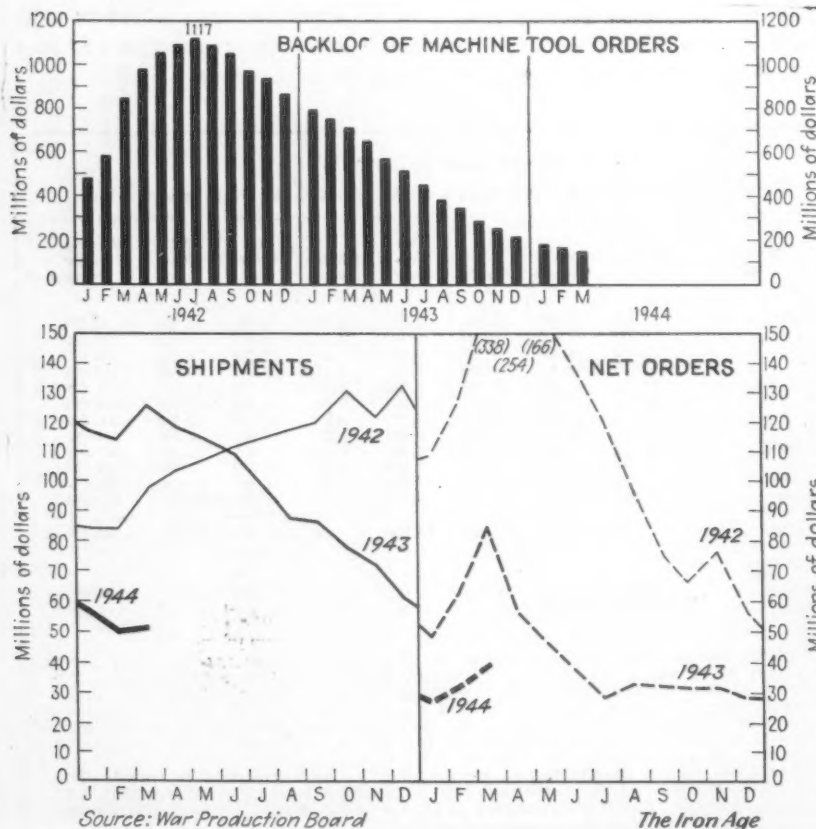 1200 1117 BACKLOG OF MACHINE TOOL ORDERS 1200
1000 1000
800 800
600 600
400 400
200 200
0 0
Millions of dollars Millions of dollars
J F M A M J J A S O N D J F M A M J J A S O N D J F M
1942 1943 1944
150 (338) (166) 150
140 SHIPMENTS (254) NET ORDERS 140
130 130
120 1942 120
110 110
100 100
90 90
80 1943 1942 80
70 70
60 1944 60
50 50
40 1943 40
30 1944 30
20 20
10 10
0 0
Millions of dollars Millions of dollars
J F M A M J J A S O N D J F M A M J J A S O N D
Source: War Production Board The Iron Age